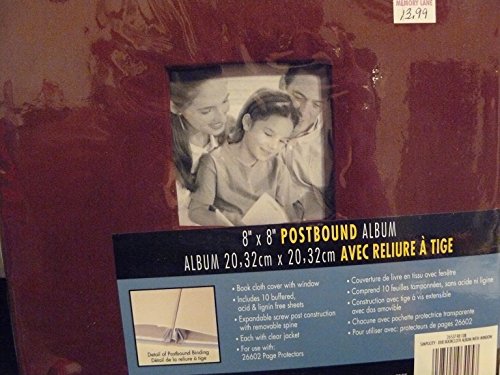 MEMORY LANE
13.99
8" x 8" POSTBOUND ALBUM
ALBUM 20,32cm x 20,32cm AVEC RELIURE À TIGE
• Book cloth cover with window
• Includes 10 buffered,
acid & lignin free sheets
• Expandable screw post construction
with removable spine
• Each with clear jacket
• For use with:
26602 Page Protectors
• Couverture de livre en tissu avec fenêtre
• Comprend 10 feuilles tamponnées, sans acide ni ligine
• Construction avec tige à vis extensible
avec dos amovible
• Chacune avec pochette protectrice transparente
• Pour utiliser avec: protecteurs de pages 26602
Detail of Postbound Binding
Détail de la reliure à tige